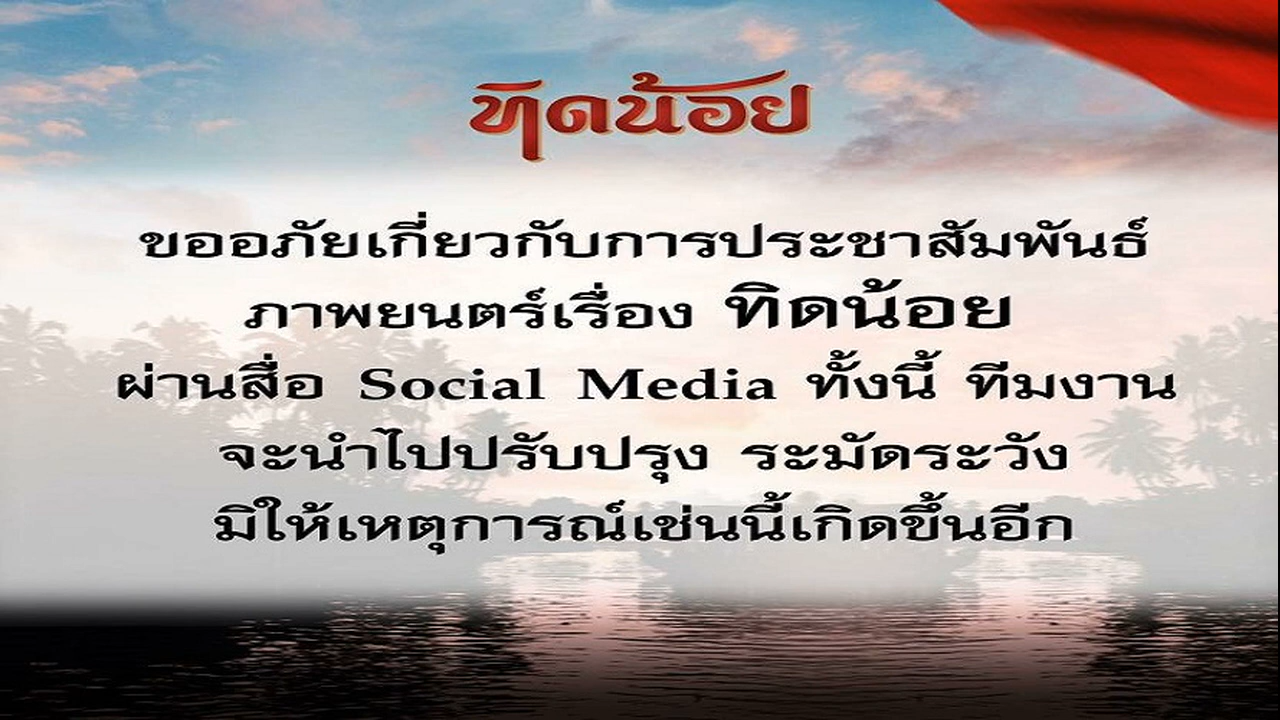 ทิดน้อย
ขออภัยเกี่ยวกับการประชาสัมพันธ์
ภาพยนตร์เรื่อง ทิดน้อย
ผ่านสื่อ Social Media ทั้งนี้ ทีมงาน
จะนำไปปรับปรุง ระมัดระวัง
มิให้เหตุการณ์เช่นนี้เกิดขึ้นอีก